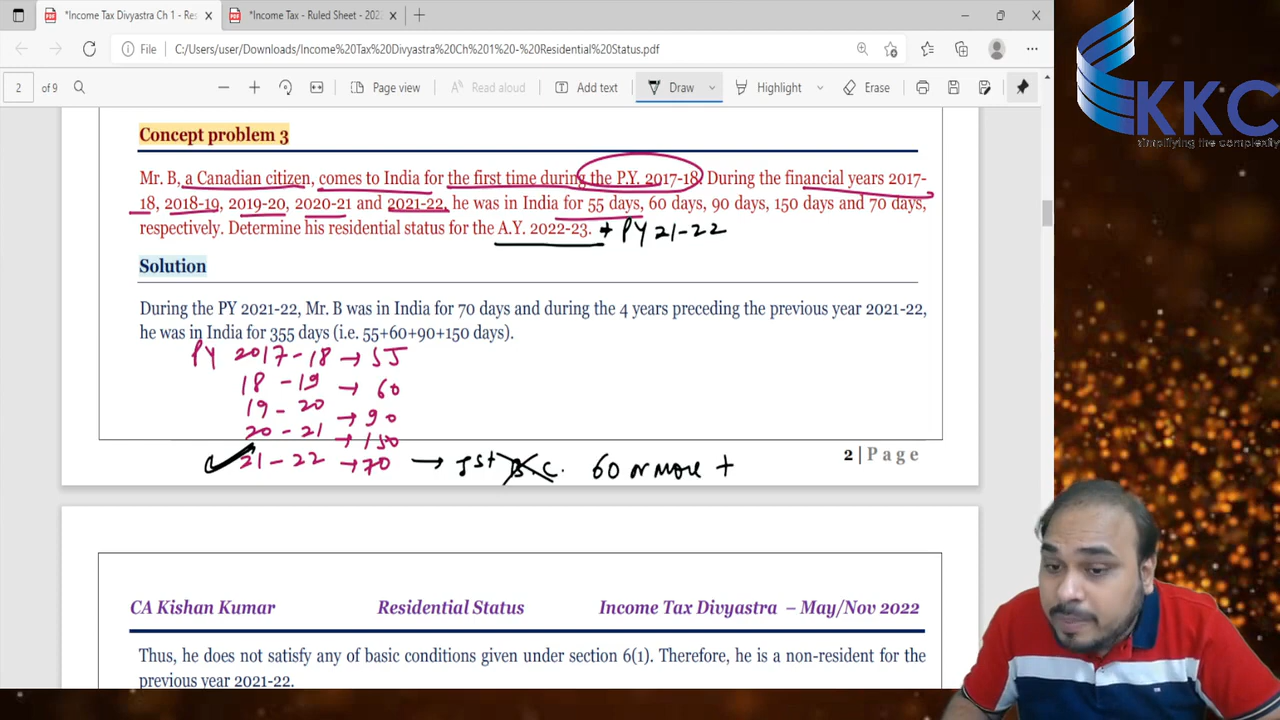 *Income Tax Divyastra Ch 1 - Res
*Income Tax - Ruled Sheet - 202
File
C:/Users/user/Downloads/Income%20Tax%20Divyastra%20Ch%201%20-%20Residential%20Status.pdf
2 of 9
Page view
Read aloud
Add text
Draw
Highlight
Erase
KKC
simplifying the complexity
Concept problem 3
Mr. B, a Canadian citizen, comes to India for the first time during the P.Y. 2017-18. During the financial years 2017-
18, 2018-19, 2019-20, 2020-21 and 2021-22, he was in India for 55 days, 60 days, 90 days, 150 days and 70 days,
respectively. Determine his residential status for the A.Y. 2022-23. → PY 21-22
Solution
During the PY 2021-22, Mr. B was in India for 70 days and during the 4 years preceding the previous year 2021-22,
he was in India for 355 days (i.e. 55+60+90+150 days).
PY 2017-18 → 55
18-19 → 60
19-20 → 90
20-21 → 150
21-22 → 70 → 1st B.C. 60 or more +
2 | Page
CA Kishan Kumar
Residential Status
Income Tax Divyastra – May/Nov 2022
Thus, he does not satisfy any of basic conditions given under section 6(1). Therefore, he is a non-resident for the
previous year 2021-22.